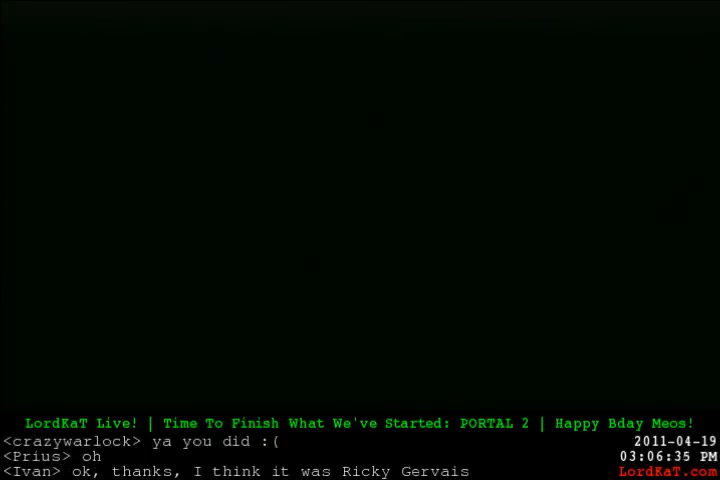 LordKaT Live! | Time To Finish What We've Started: PORTAL 2 | Happy Bday Meos!
<crazywarlock> ya you did :(
2011-04-19
<Prius> oh
03:06:35 PM
<Ivan> ok, thanks, I think it was Ricky Gervais
LordKaT.com